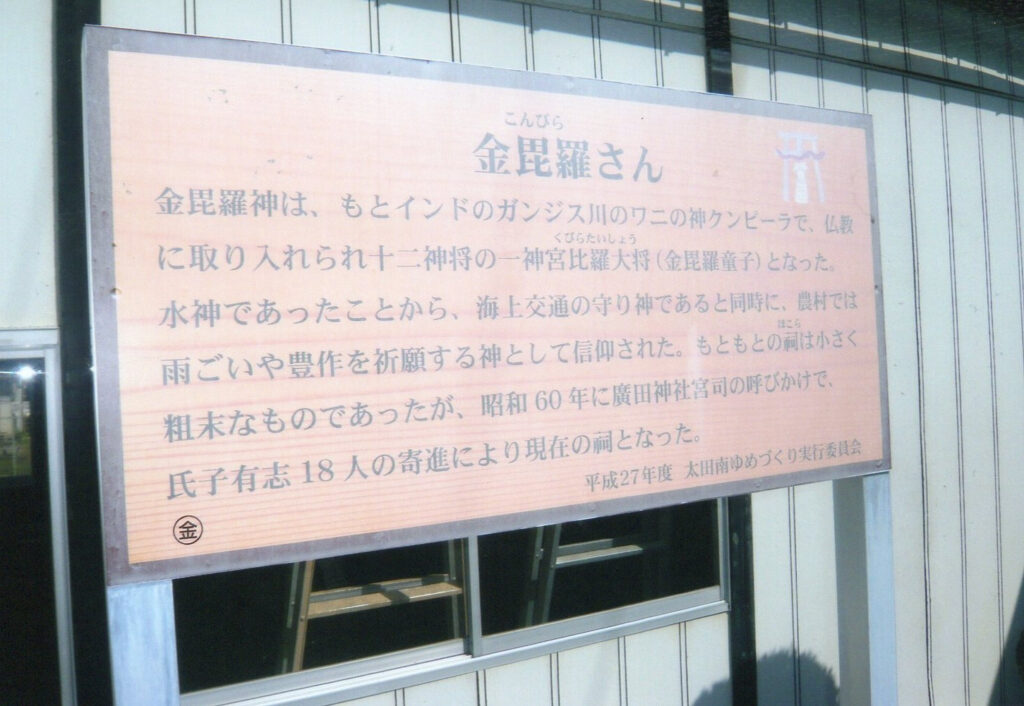 こんぴら
金毘羅さん
金毘羅神は、もとインドのガンジス川のワニの神クンビーラで、仏教
くびらたいしょう
に取り入れられ十二神将の一神宮比羅大将(金毘羅童子)となった。
水神であったことから、海上交通の守り神であると同時に、農村では
雨ごいや豊作を祈願する神として信仰された。もともとの祠は小さく
ほこら
粗末なものであったが、昭和60年に廣田神社宮司の呼びかけで、
氏子有志18人の寄進により現在の祠となった。
平成27年度 太田南ゆめづくり実行委員会
㊎